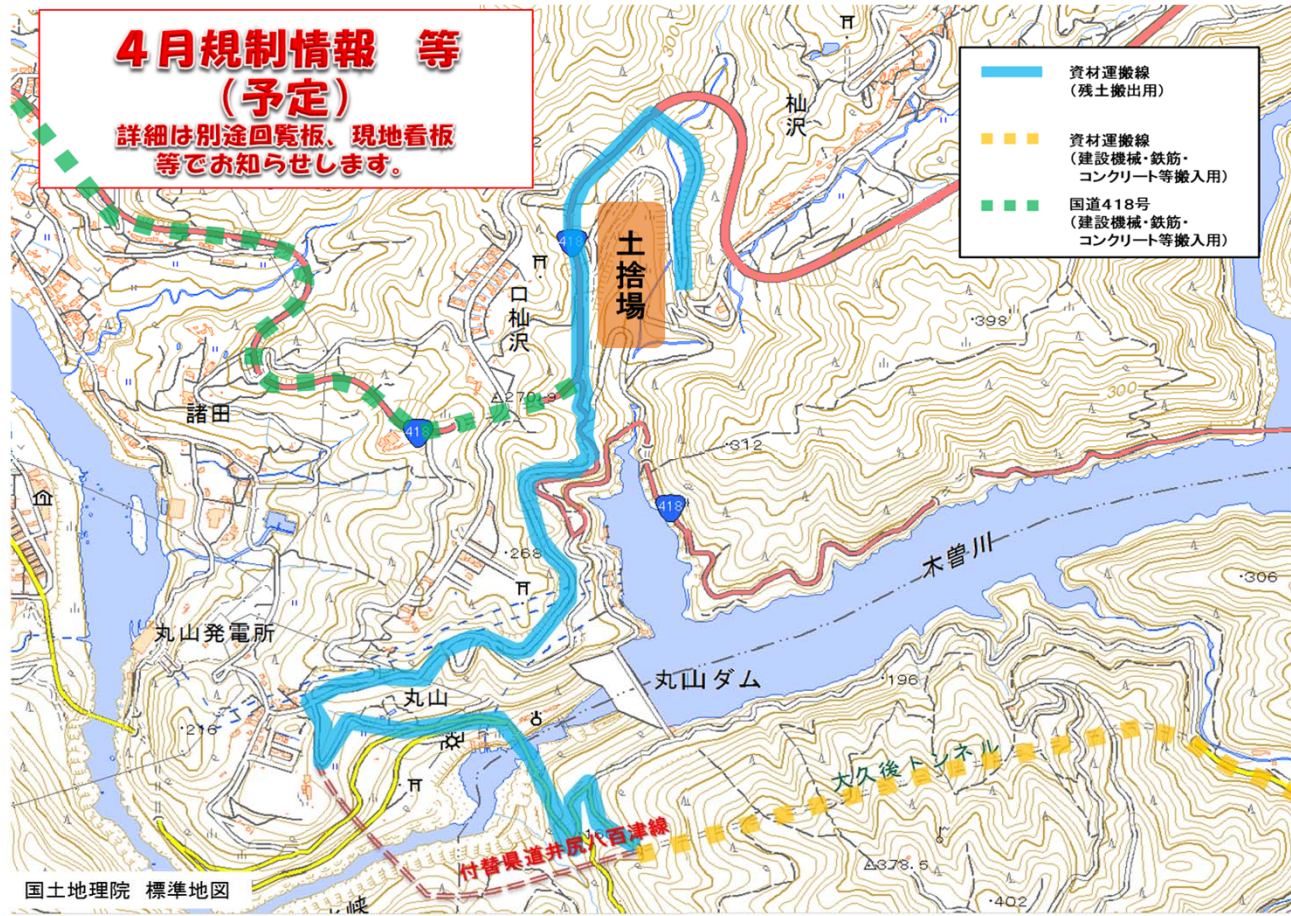 4月規制情報 等
(予定)
詳細は別途回覧板、現地看板
等でお知らせします。
資材運搬線
(残土搬出用)
資材運搬線
(建設機械・鉄筋・
コンクリート等搬入用)
国道418号
(建設機械・鉄筋・
コンクリート等搬入用)
300
杣沢
418
土捨場
口杣沢
・398
300
△270.9
諸田
418
・312
418
木曽川
・268
・306
丸山発電所
丸山ダム
・196
丸山
・216
大久後トンネル
付替県道井尻八百津線
△378.5
・402
国土地理院 標準地図
峡